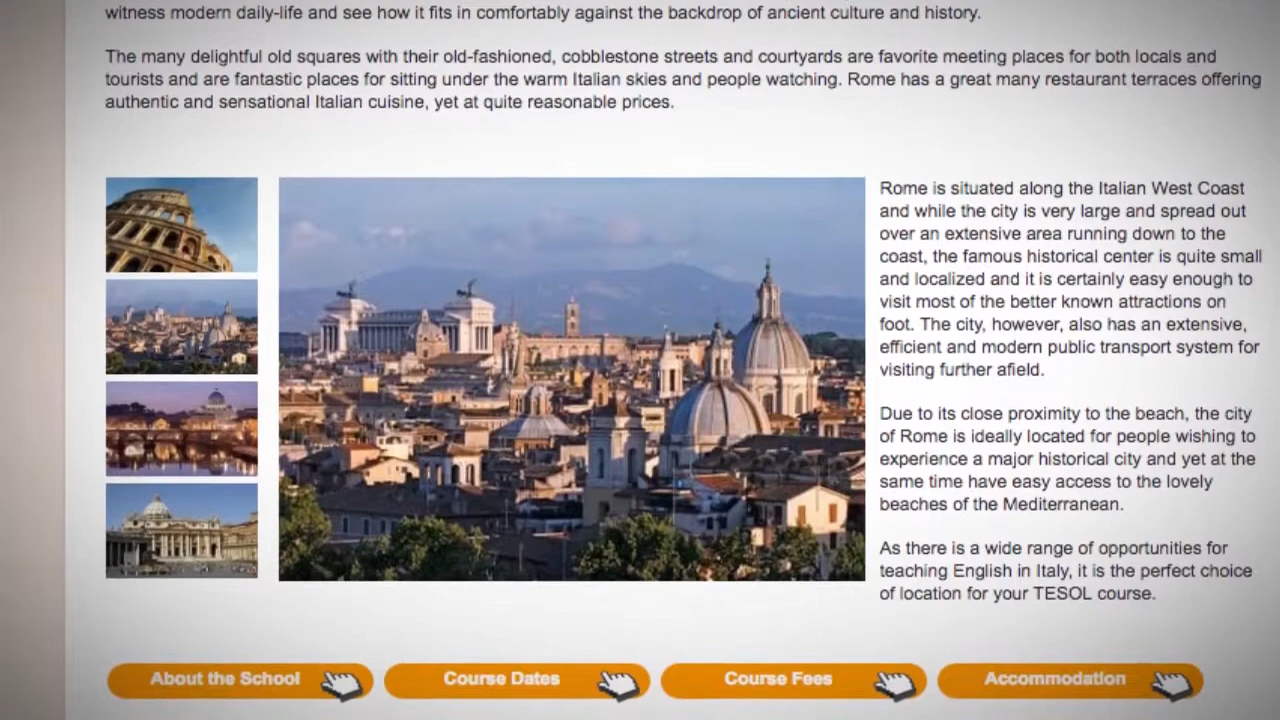 witness modern daily-life and see how it fits in comfortably against the backdrop of ancient culture and history.
The many delightful old squares with their old-fashioned, cobblestone streets and courtyards are favorite meeting places for both locals and
tourists and are fantastic places for sitting under the warm Italian skies and people watching. Rome has a great many restaurant terraces offering
authentic and sensational Italian cuisine, yet at quite reasonable prices.
Rome is situated along the Italian West Coast
and while the city is very large and spread out
over an extensive area running down to the
coast, the famous historical center is quite small
and localized and it is certainly easy enough to
visit most of the better known attractions on
foot. The city, however, also has an extensive,
efficient and modern public transport system for
visiting further afield.
Due to its close proximity to the beach, the city
of Rome is ideally located for people wishing to
experience a major historical city and yet at the
same time have easy access to the lovely
beaches of the Mediterranean.
As there is a wide range of opportunities for
teaching English in Italy, it is the perfect choice
of location for your TESOL course.
About the School
Course Dates
Course Fees
Accommodation